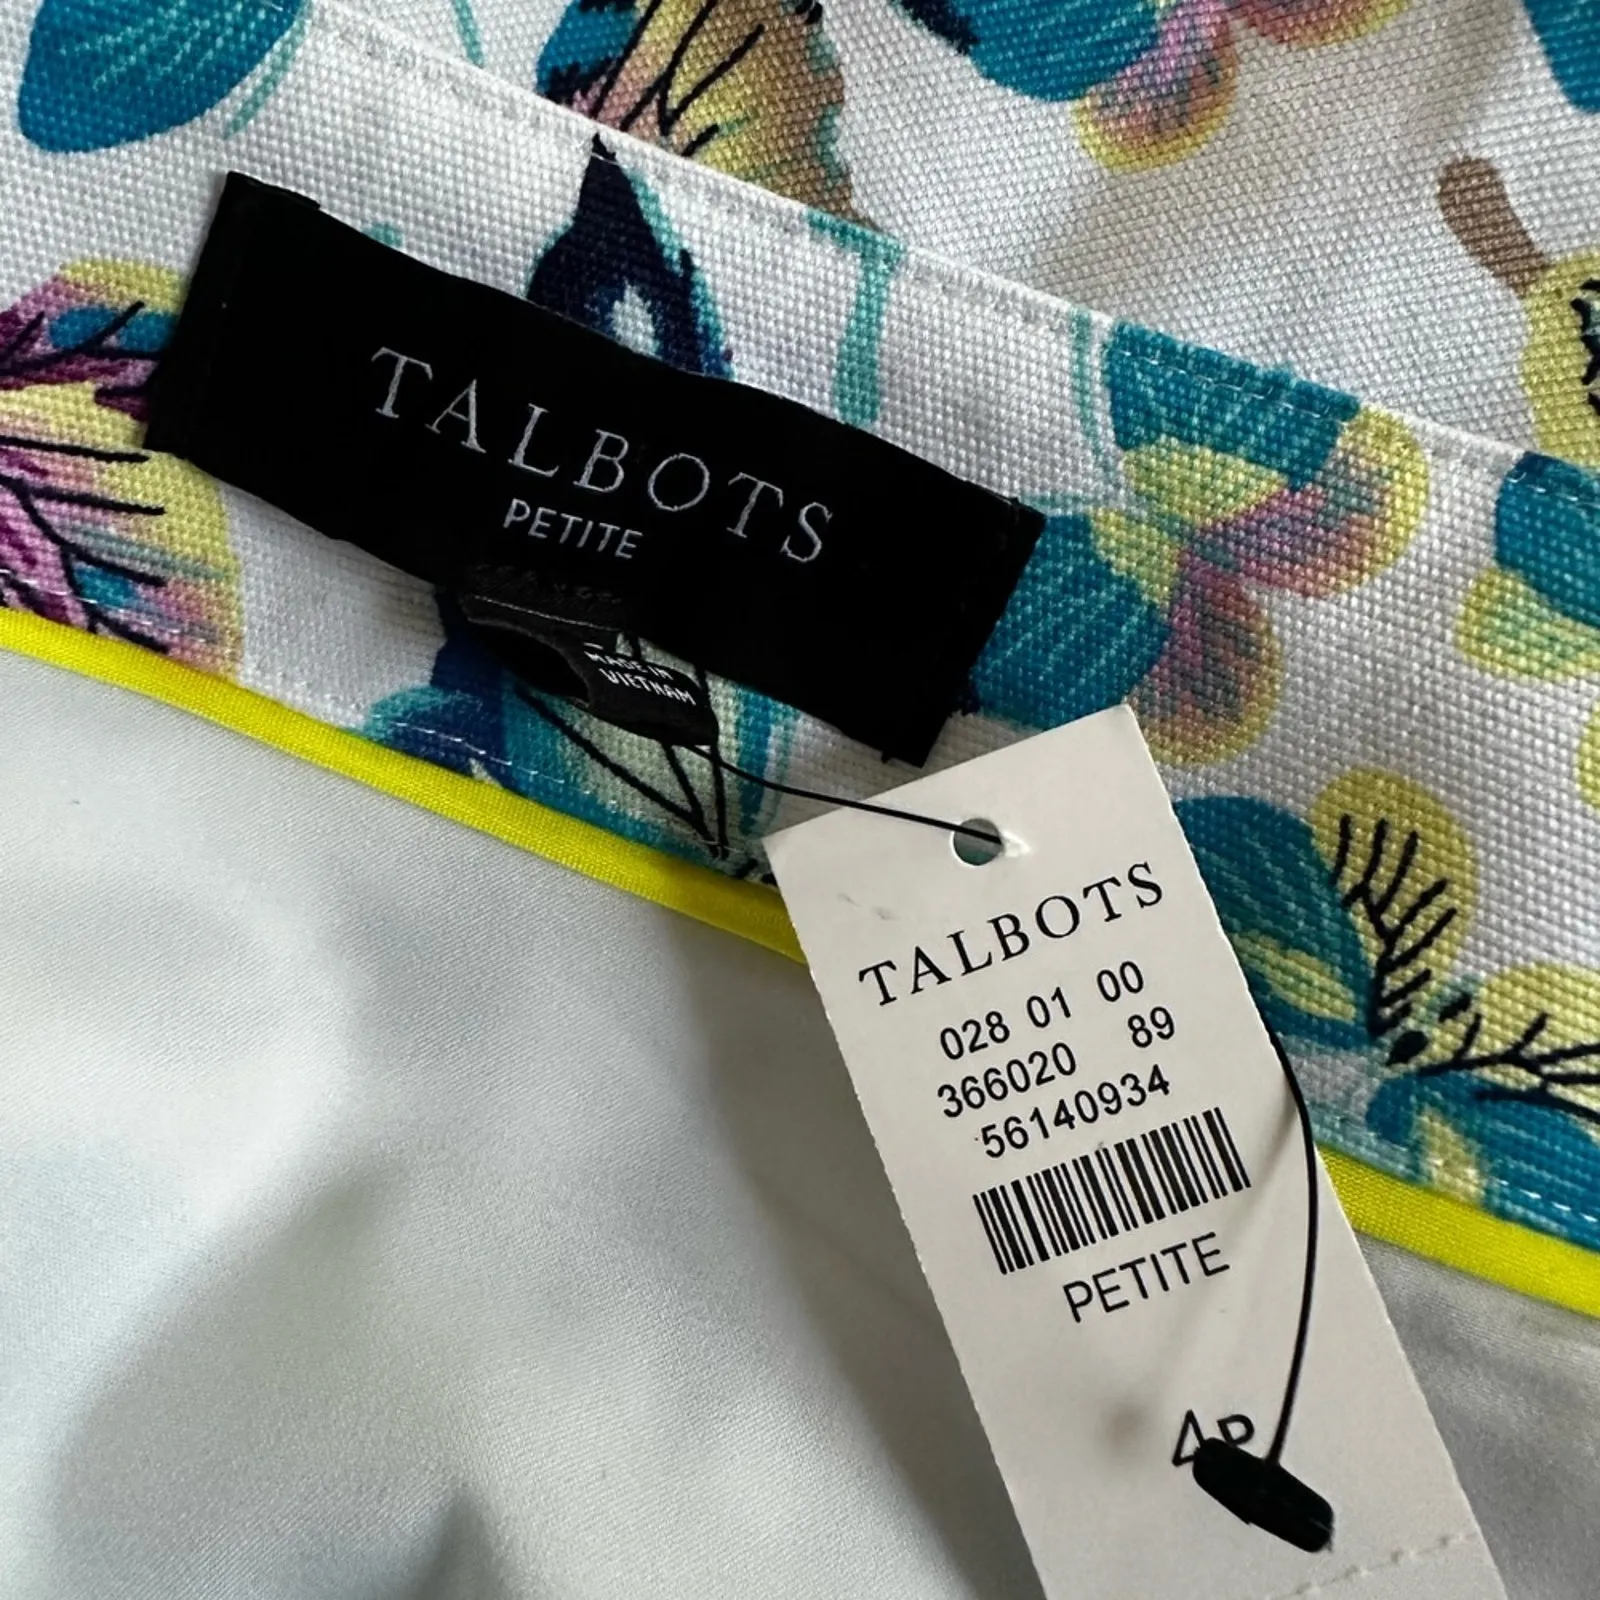 TALBOTS
PETITE
MADE IN
VIETNAM
TALBOTS
028 01 00
366020 89
56140934
PETITE
4P